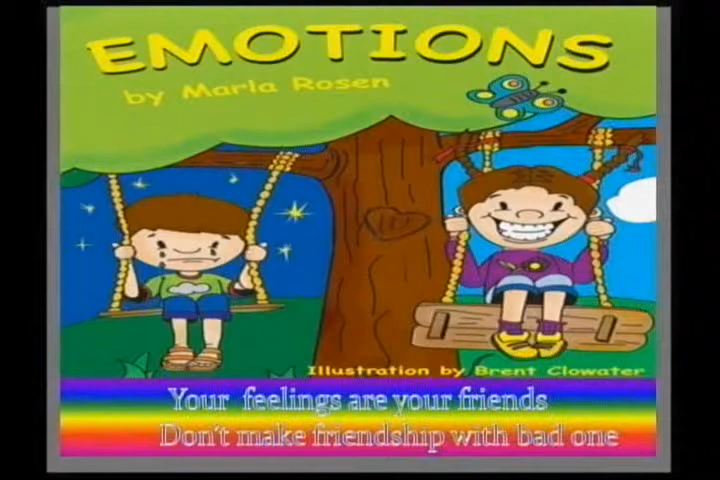 EMOTIONS
by Marla Rosen
Illustration by Brent Clowater
Your feelings are your friends
Don't make friendship with bad one